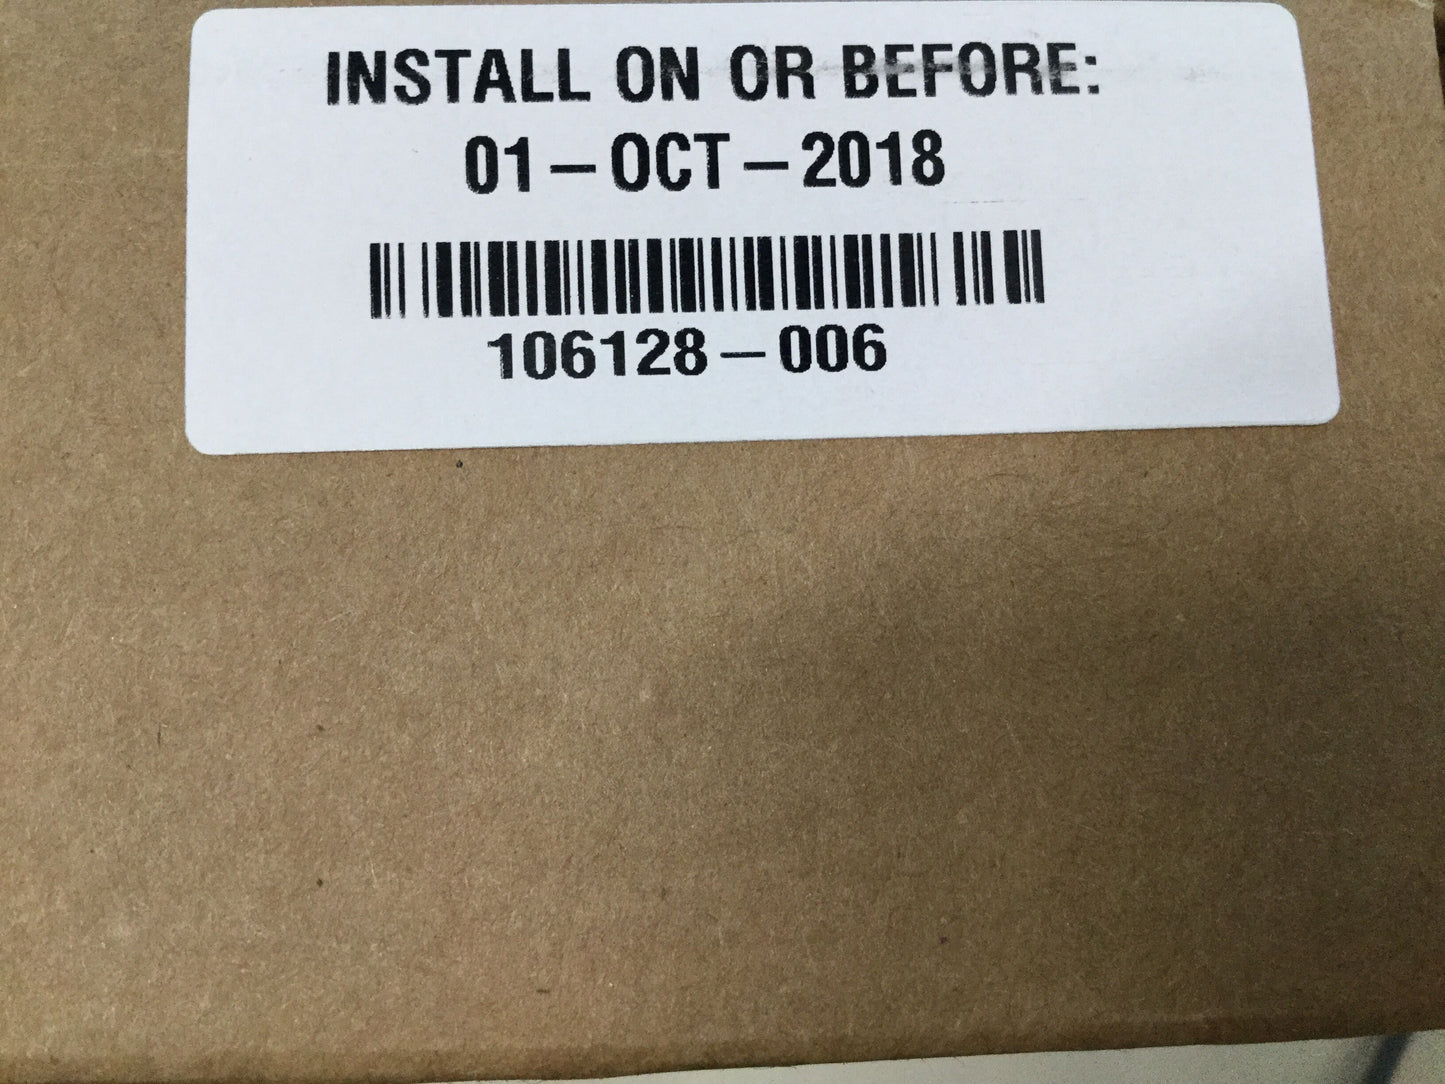 INSTALL ON OR BEFORE:
01-OCT-2018
106128-006